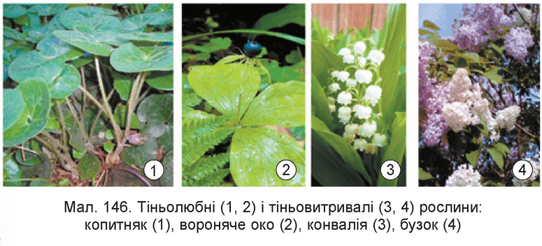 1
2
3
4
Мал. 146. Тіньолюбні (1, 2) і тіньовитривалі (3, 4) рослини:
копитняк (1), вороняче око (2), конвалія (3), бузок (4)